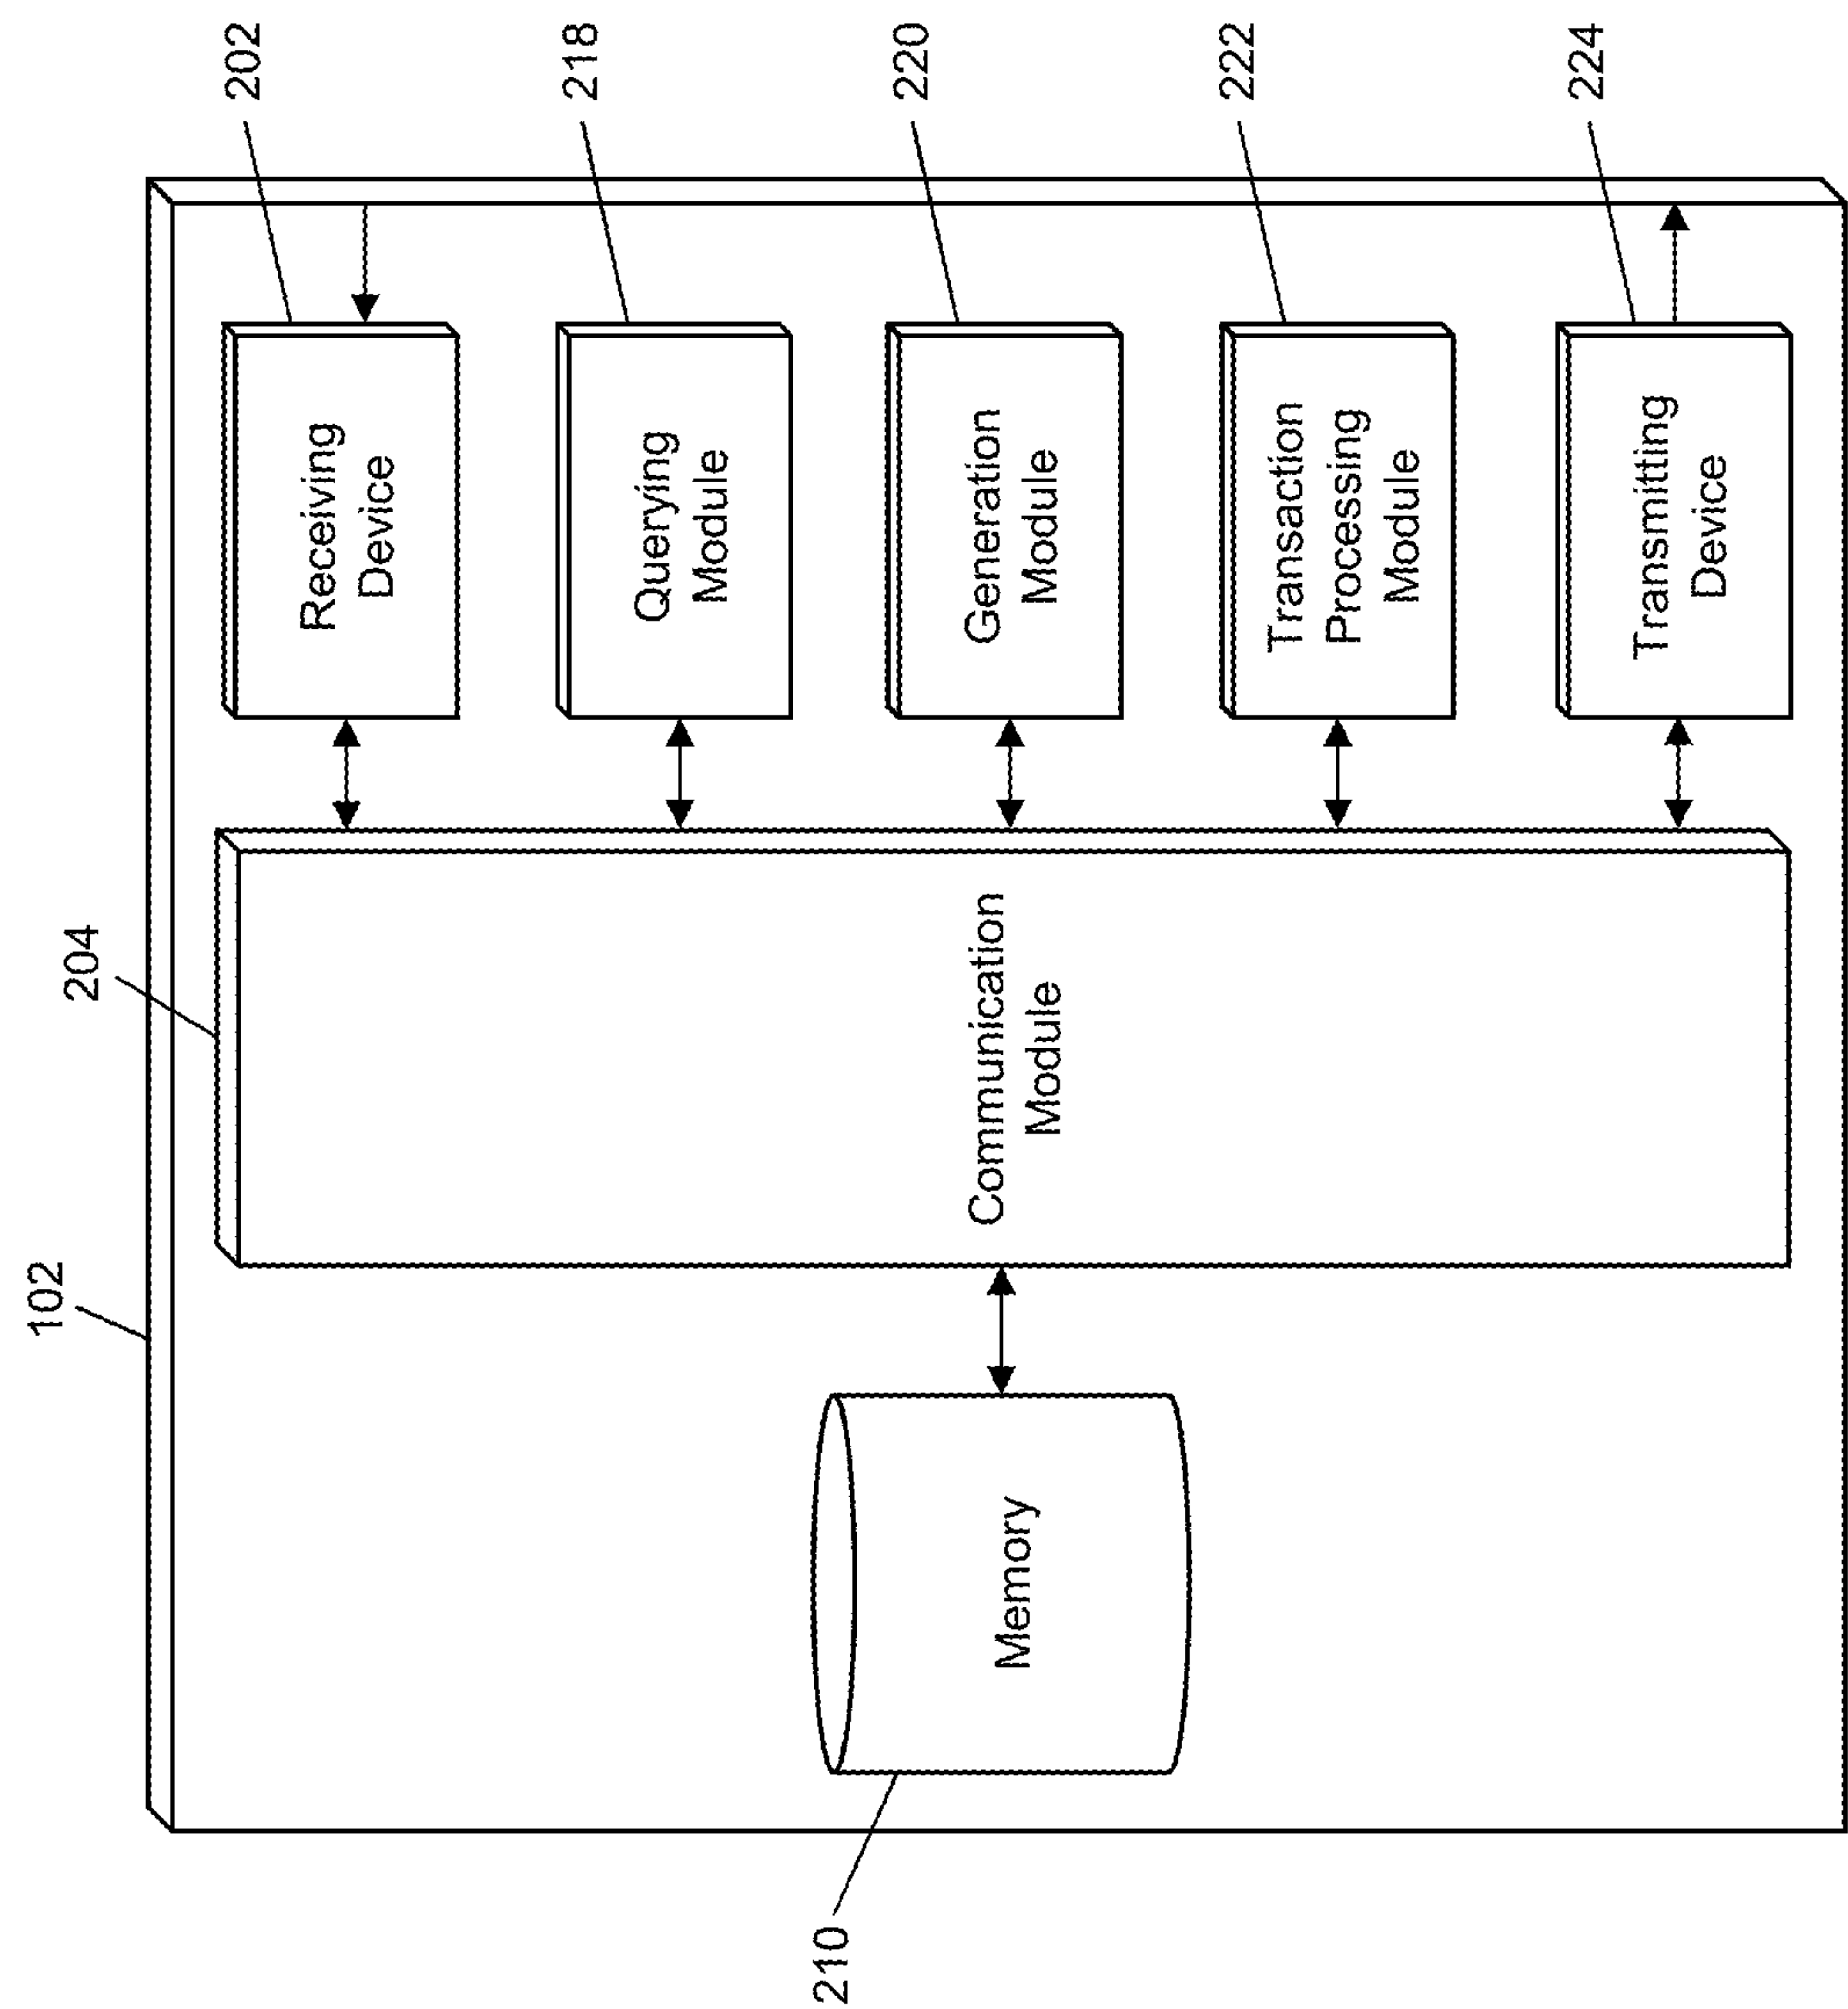 102
204
202
Receiving
Device
218
Querying
Module
220
Generation
Module
Communication
Module
Memory
210
222
Transaction
Processing
Module
224
Transmitting
Device